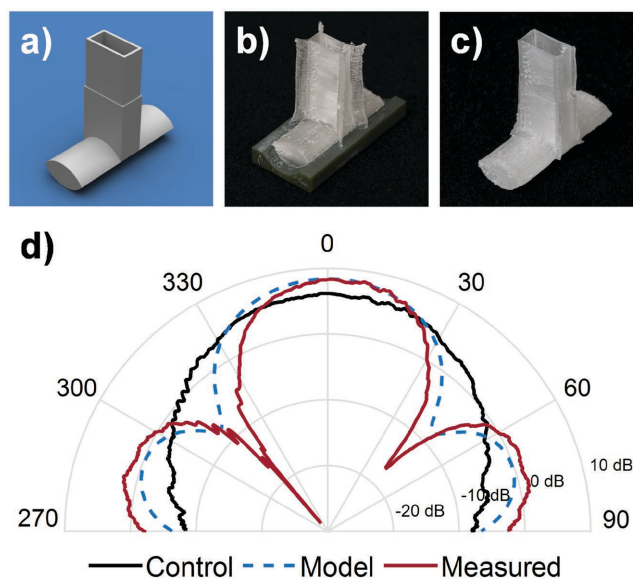 a)
b)
c)
d)
0
330
30
300
60
10 dB
0 dB
-10 dB
-20 dB
270
90
Control
Model
Measured